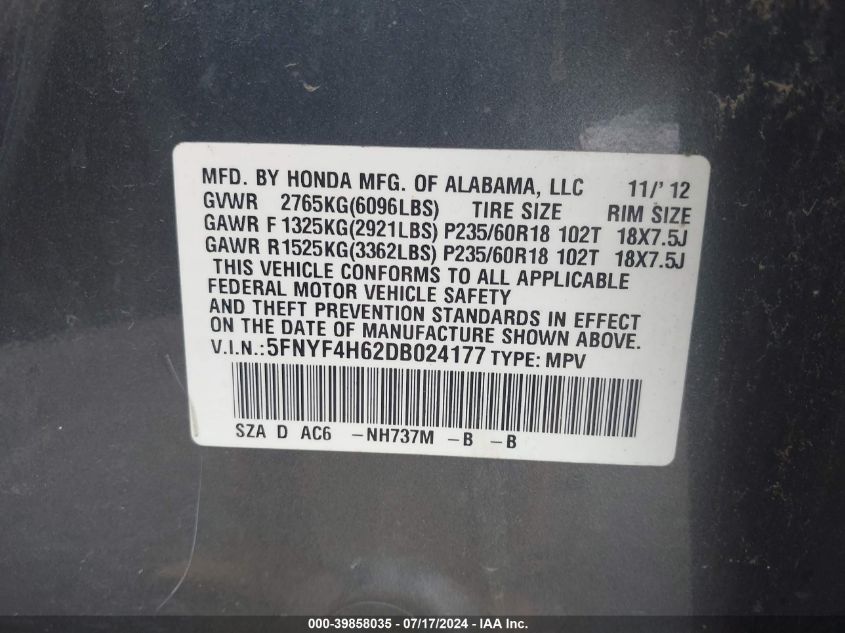 MFD. BY HONDA MFG. OF ALABAMA, LLC 11/' 12
GVWR 2765KG(6096LBS) TIRE SIZE RIM SIZE
GAWR F 1325KG(2921LBS) P235/60R18 102T 18X7.5J
GAWR R1525KG(3362LBS) P235/60R18 102T 18X7.5J
THIS VEHICLE CONFORMS TO ALL APPLICABLE
FEDERAL MOTOR VEHICLE SAFETY
AND THEFT PREVENTION STANDARDS IN EFFECT
ON THE DATE OF MANUFACTURE SHOWN ABOVE.
V.I.N.:5FNYF4H62DB024177 TYPE: MPV
SZA D AC6 -NH737M -B -B
000-39858035 / 07/17/2024 - IAA Inc.